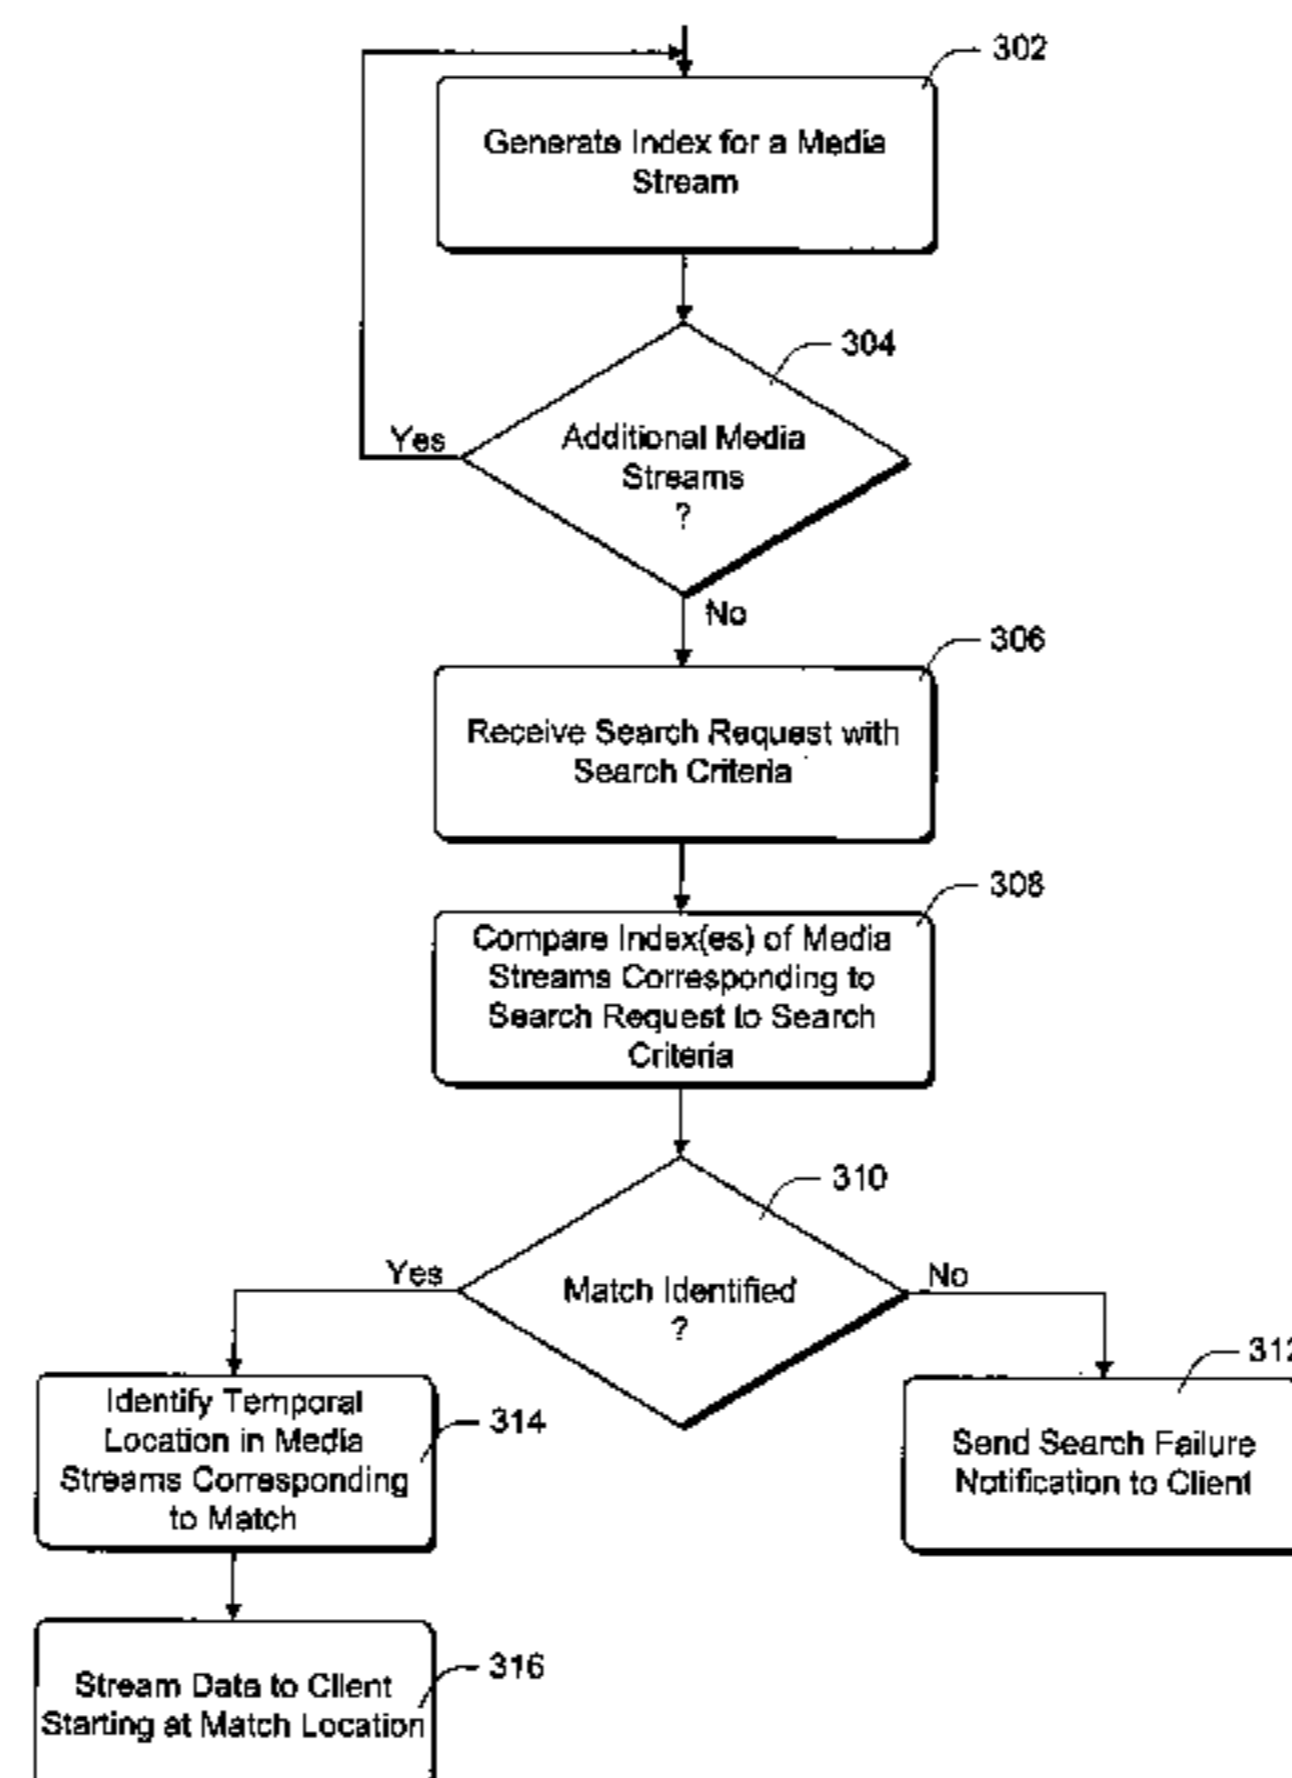 302
Generate Index for a Media
Stream
304
Additional Media
Streams
?
Yes
No
306
Receive Search Request with
Search Criteria
308
Compare Index(es) of Media
Streams Corresponding to
Search Request to Search
Criteria
310
Match Identified
?
Yes
No
312
Send Search Failure
Notification to Client
314
Identify Temporal
Location in Media
Streams Corresponding
to Match
316
Stream Data to Client
Starting at Match Location